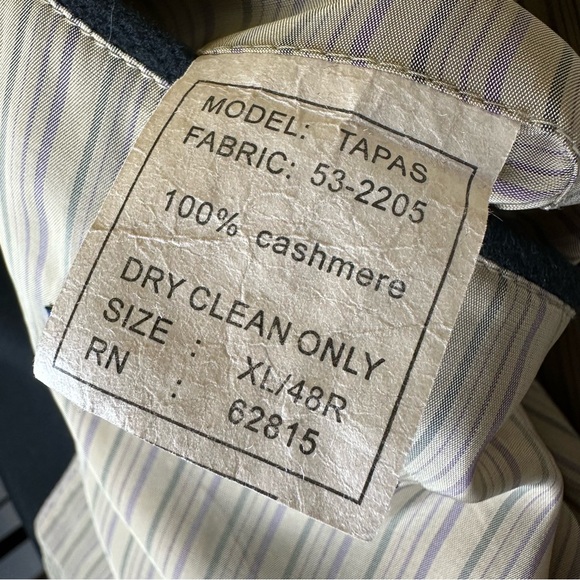 MODEL: TAPAS
FABRIC: 53-2205
100% cashmere
DRY CLEAN ONLY
SIZE : XL/48R
RN : 62815